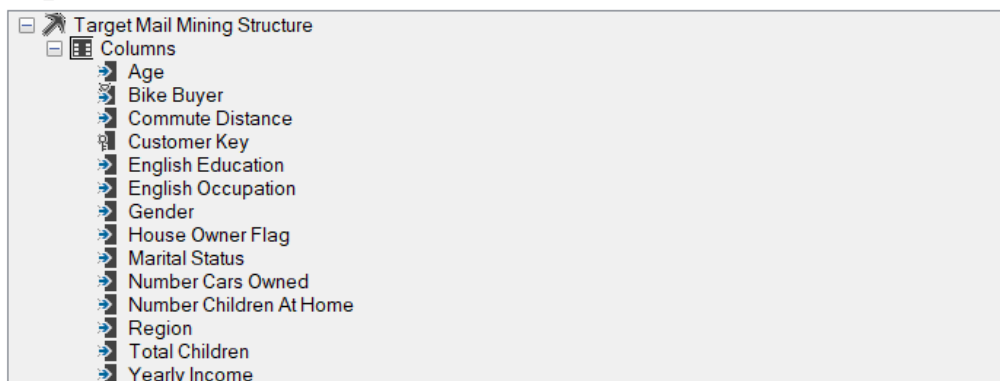 Target Mail Mining Structure
Columns
Age
Bike Buyer
Commute Distance
Customer Key
English Education
English Occupation
Gender
House Owner Flag
Marital Status
Number Cars Owned
Number Children At Home
Region
Total Children
Yearly Income